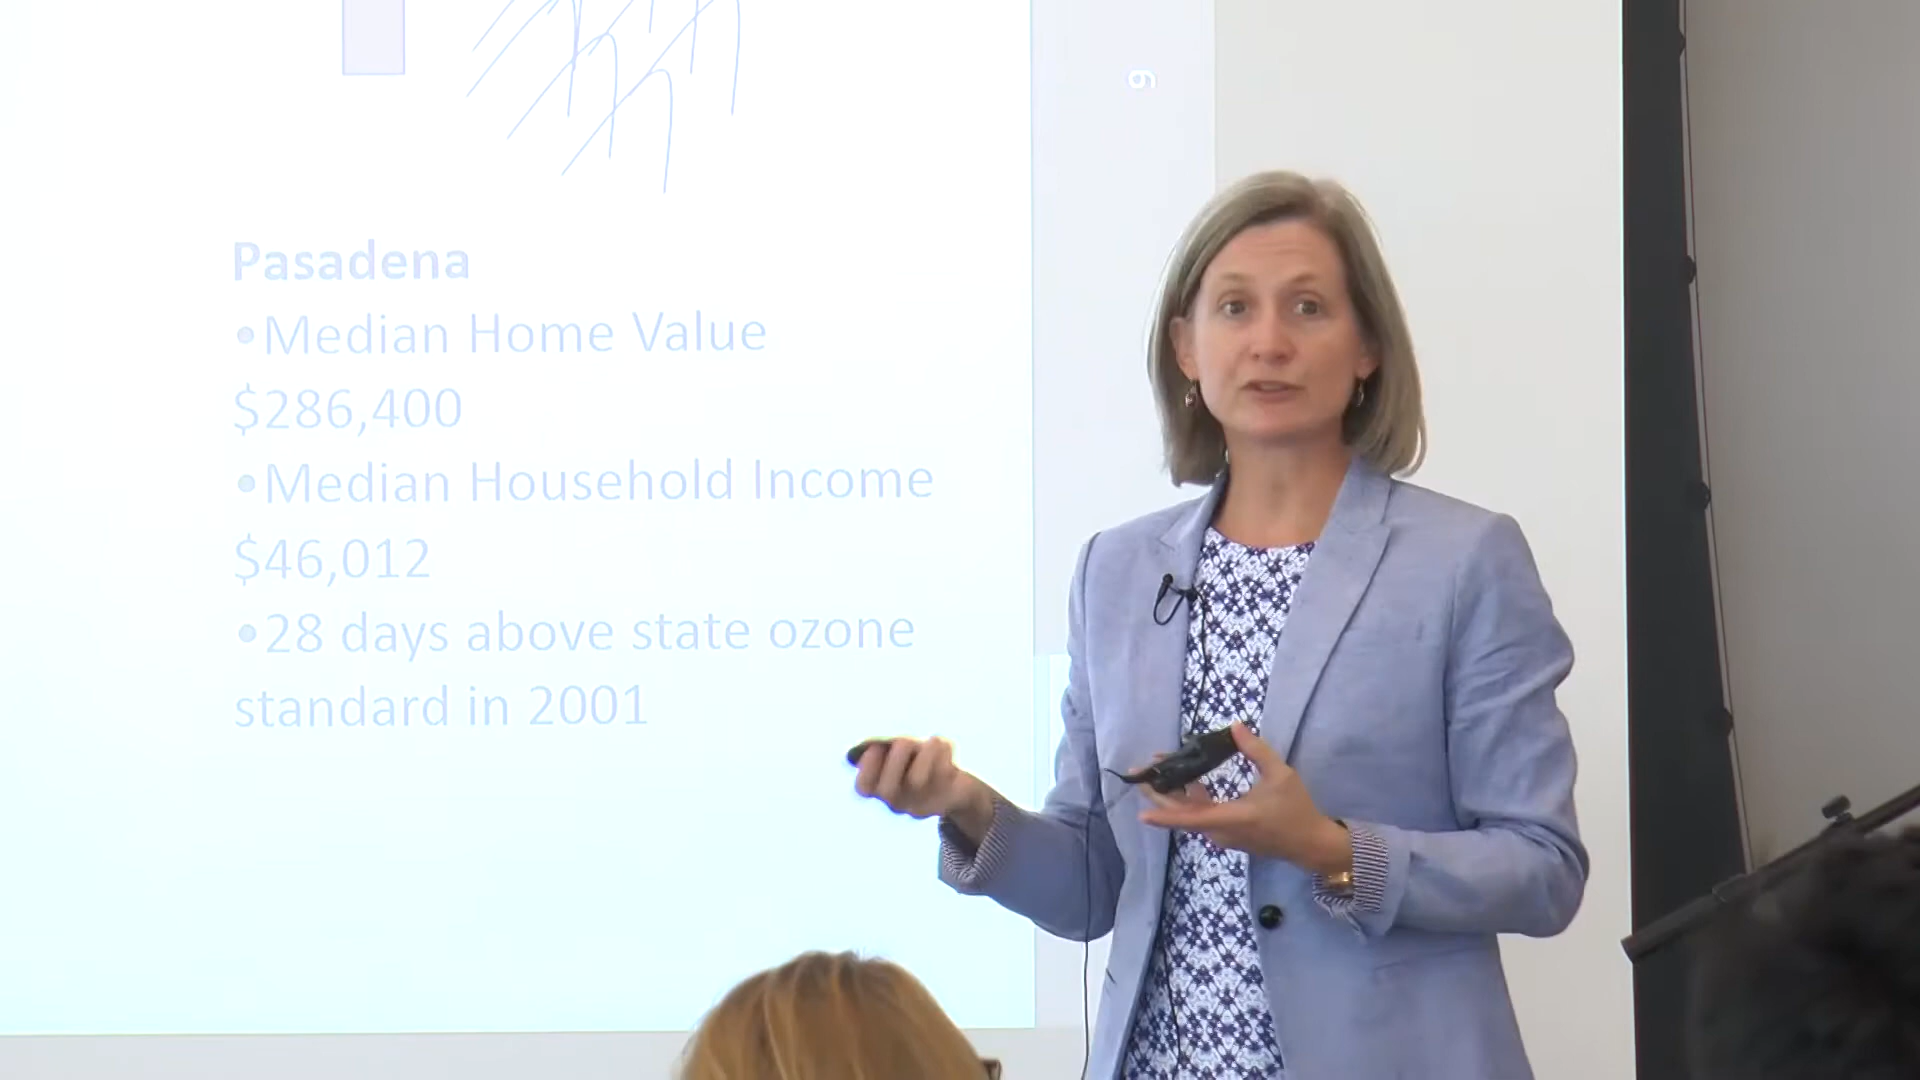 9
Pasadena
•Median Home Value
$286,400
•Median Household Income
$46,012
•28 days above state ozone
standard in 2001